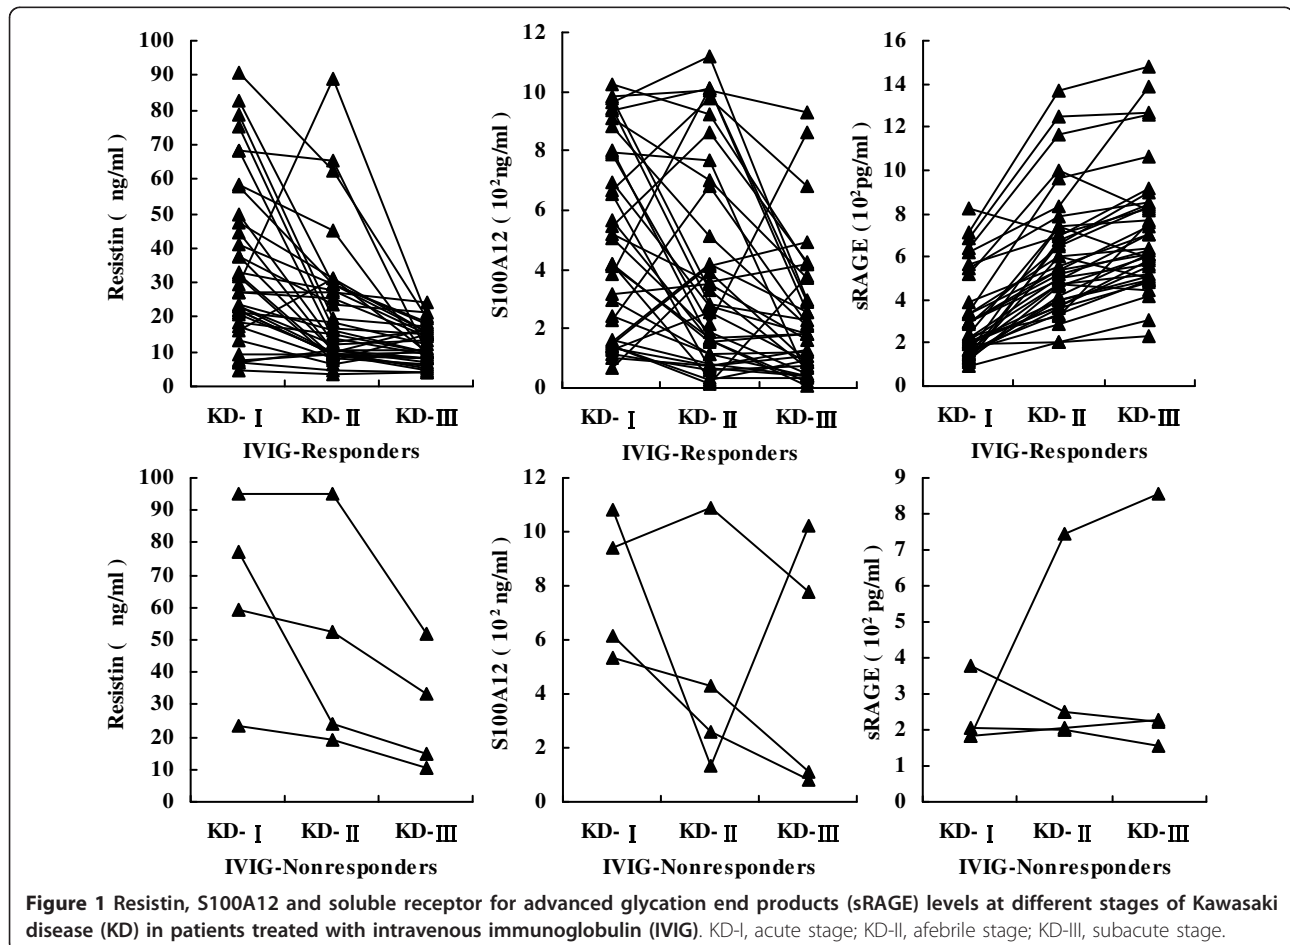 100
90
80
70
60
50
40
30
20
10
0
Resistin ( ng/ml )
KD- Ⅰ KD- Ⅱ KD-Ⅲ
IVIG-Responders
12
10
8
6
4
2
0
S100A12 ( 10²ng/ml )
KD- Ⅰ KD- Ⅱ KD-Ⅲ
IVIG-Responders
16
14
12
10
8
6
4
2
0
sRAGE ( 10²pg/ml )
KD- Ⅰ KD- Ⅱ KD-Ⅲ
IVIG-Responders
100
90
80
70
60
50
40
30
20
10
0
Resistin ( ng/ml )
KD- Ⅰ KD- Ⅱ KD-Ⅲ
IVIG-Nonresponders
12
10
8
6
4
2
0
S100A12 ( 10² ng/ml )
KD- Ⅰ KD- Ⅱ KD-Ⅲ
IVIG-Nonresponders
9
8
7
6
5
4
3
2
1
0
sRAGE ( 10² pg/ml )
KD- Ⅰ KD- Ⅱ KD-Ⅲ
IVIG-Nonresponders
Figure 1 Resistin, S100A12 and soluble receptor for advanced glycation end products (sRAGE) levels at different stages of Kawasaki
disease (KD) in patients treated with intravenous immunoglobulin (IVIG). KD-I, acute stage; KD-II, afebrile stage; KD-III, subacute stage.